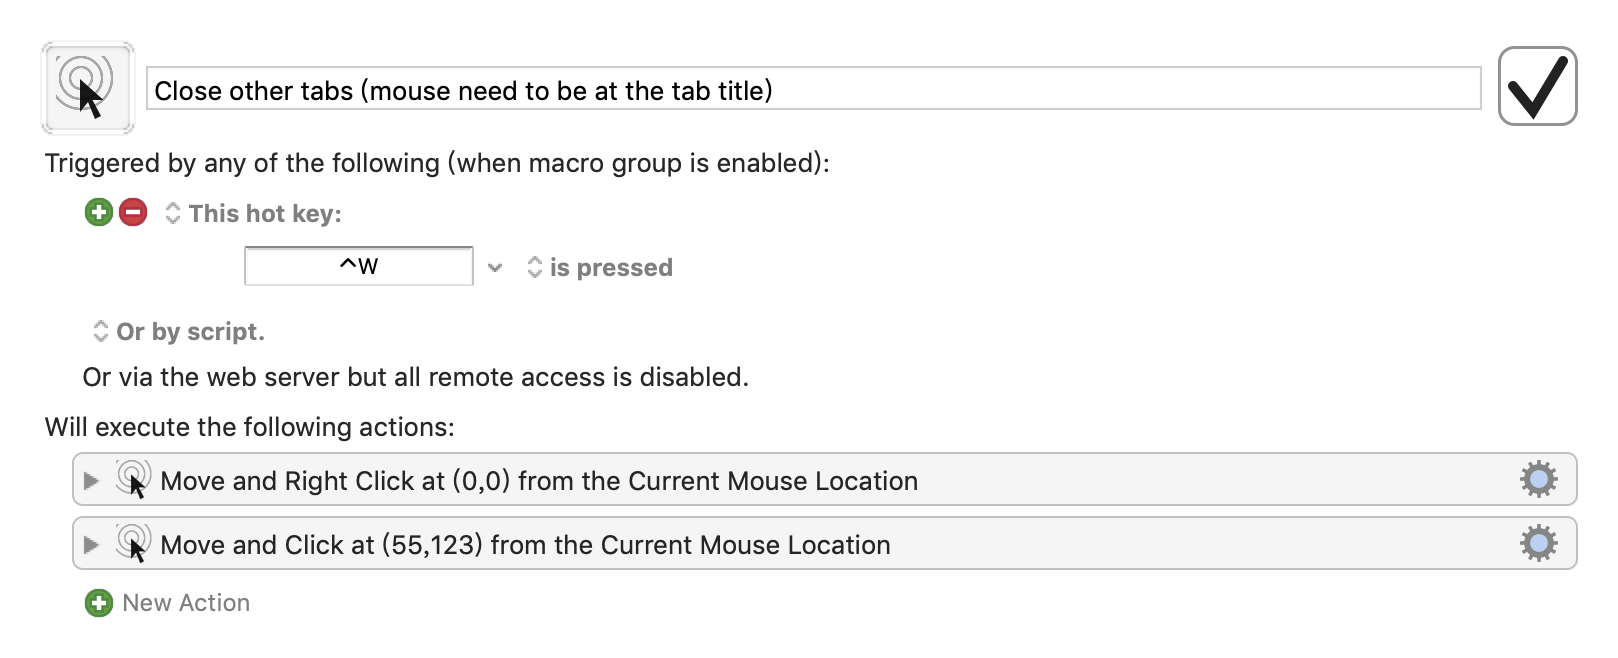 Close other tabs (mouse need to be at the tab title)
Triggered by any of the following (when macro group is enabled):
This hot key:
^W
is pressed
Or by script.
Or via the web server but all remote access is disabled.
Will execute the following actions:
Move and Right Click at (0,0) from the Current Mouse Location
Move and Click at (55,123) from the Current Mouse Location
New Action